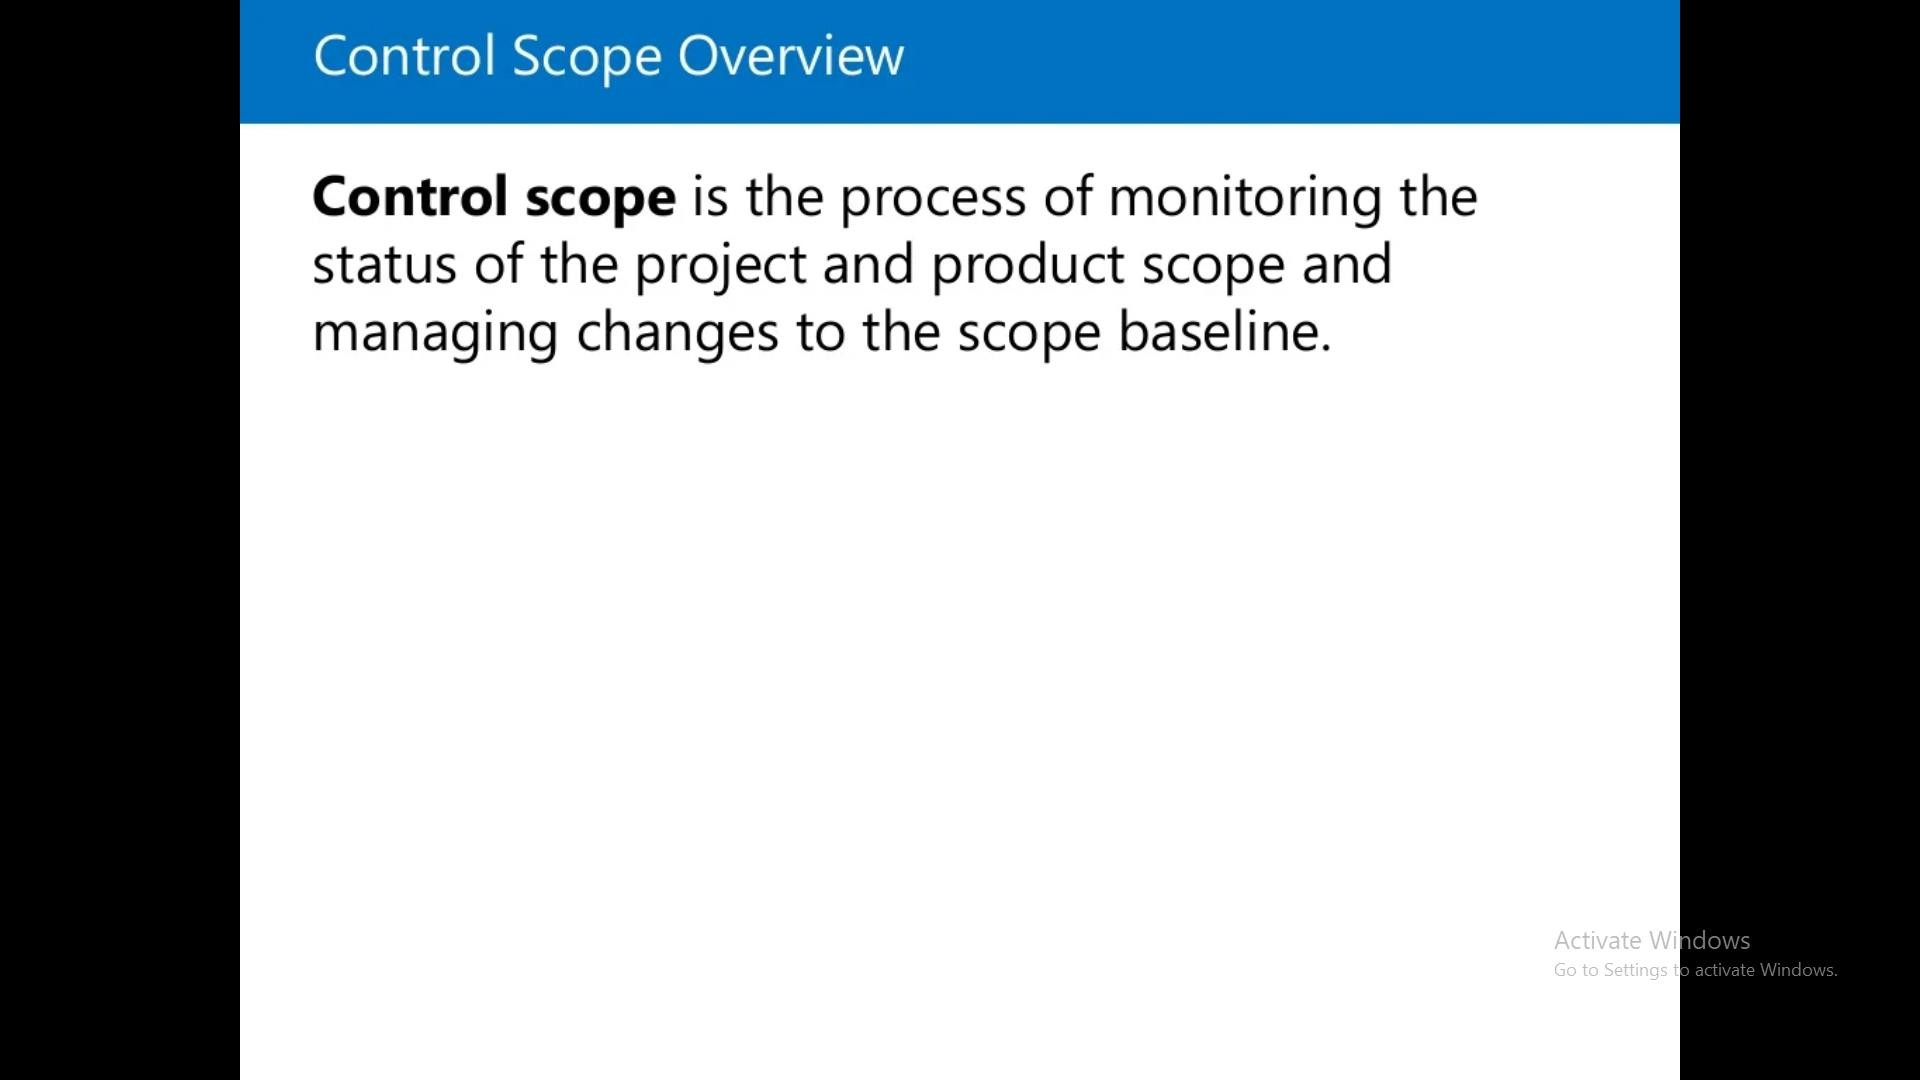 Control Scope Overview
Control scope is the process of monitoring the
status of the project and product scope and
managing changes to the scope baseline.
Activate Windows
Go to Settings to activate Windows.